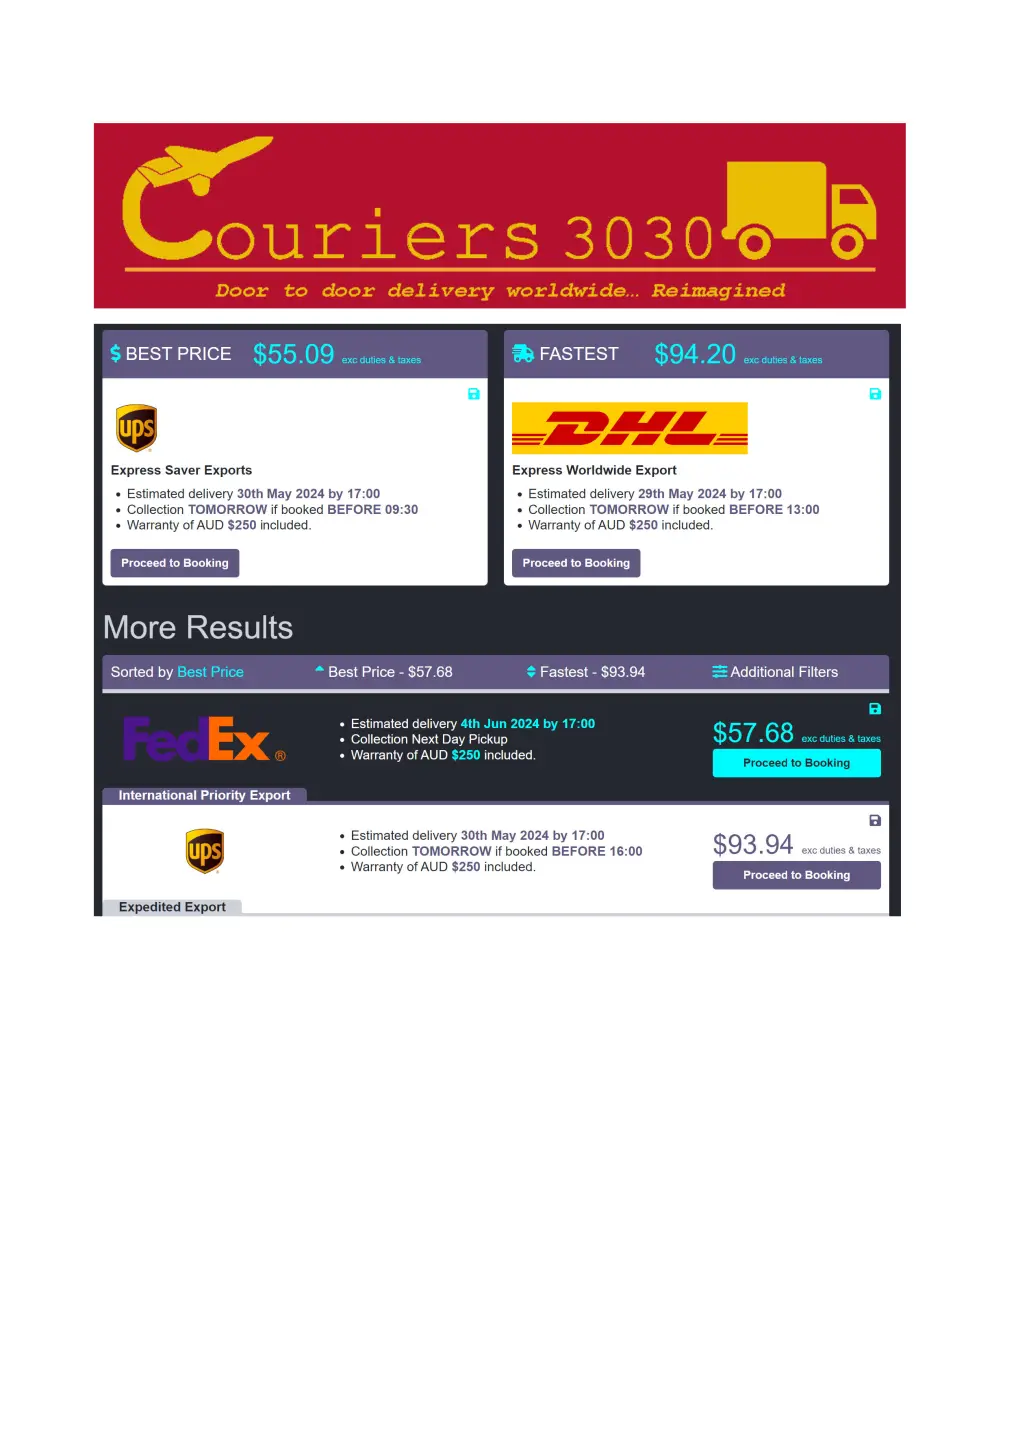 Couriers 3030
Door to door delivery worldwide... Reimagined
BEST PRICE $55.09 exc duties & taxes
ups
Express Saver Exports
• Estimated delivery 30th May 2024 by 17:00
• Collection TOMORROW if booked BEFORE 09:30
• Warranty of AUD $250 included.
Proceed to Booking
FASTEST $94.20 exc duties & taxes
DHL
Express Worldwide Export
• Estimated delivery 29th May 2024 by 17:00
• Collection TOMORROW if booked BEFORE 13:00
• Warranty of AUD $250 included.
Proceed to Booking
More Results
Sorted by Best Price Best Price - $57.68 Fastest - $93.94 Additional Filters
FedEx®
• Estimated delivery 4th Jun 2024 by 17:00
• Collection Next Day Pickup
• Warranty of AUD $250 included.
$57.68 exc duties & taxes
Proceed to Booking
International Priority Export
ups
• Estimated delivery 30th May 2024 by 17:00
• Collection TOMORROW if booked BEFORE 16:00
• Warranty of AUD $250 included.
$93.94 exc duties & taxes
Proceed to Booking
Expedited Export